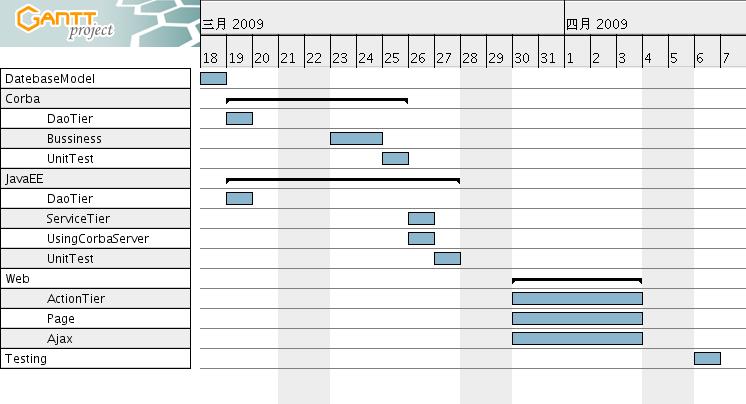 GANTT
project
三月 2009
四月 2009
18 19 20 21 22 23 24 25 26 27 28 29 30 31 1 2 3 4 5 6 7
DatebaseModel
Corba
DaoTier
Bussiness
UnitTest
JavaEE
DaoTier
ServiceTier
UsingCorbaServer
UnitTest
Web
ActionTier
Page
Ajax
Testing